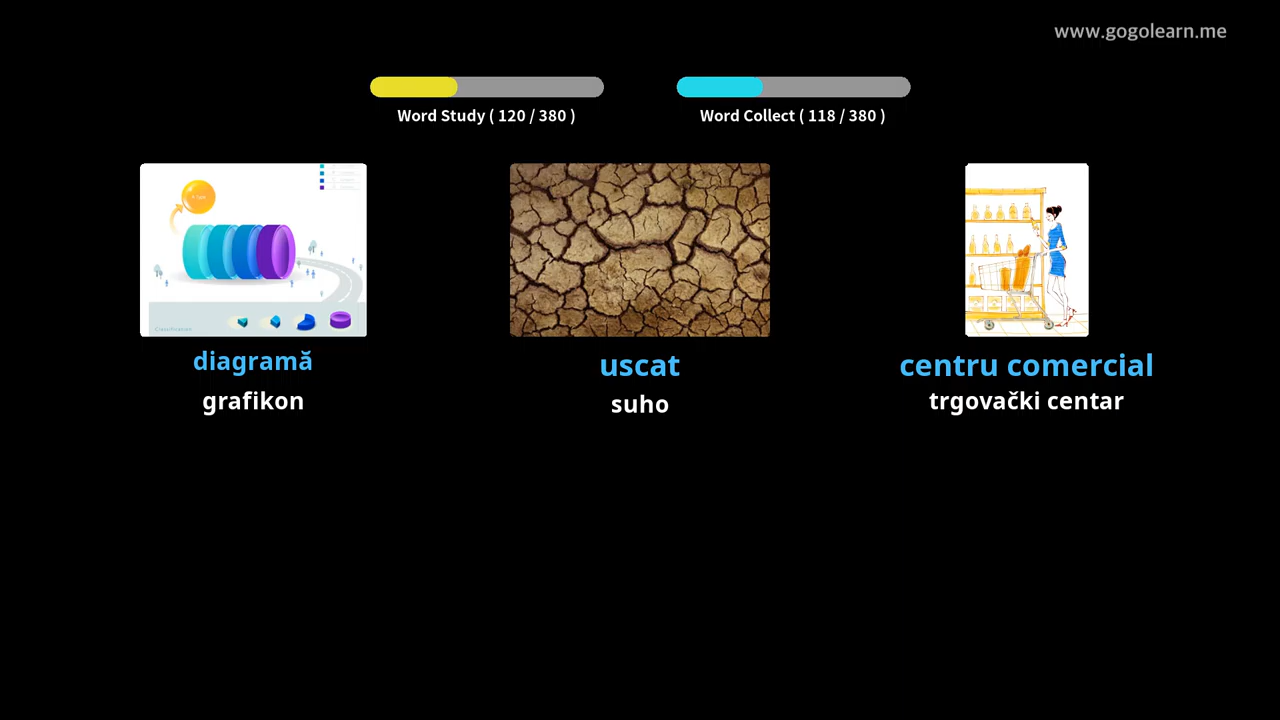 www.gogolearn.me
Word Study ( 120 / 380 )
Word Collect ( 118 / 380 )
diagramă
uscat
centru comercial
grafikon
suho
trgovački centar